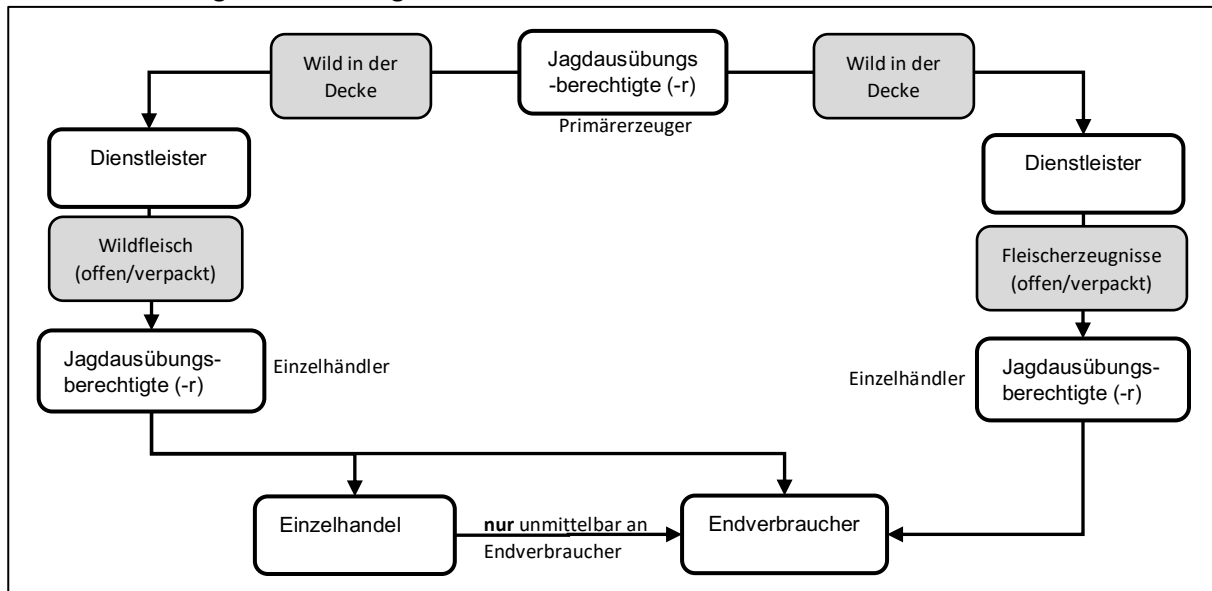 Wild in der
Decke
Jagdausübungs
-berechtigte (-r)
Wild in der
Decke
Primärerzeuger
Dienstleister
Dienstleister
Wildfleisch
(offen/verpackt)
Fleischerzeugnisse
(offen/verpackt)
Jagdausübungs-
berechtigte (-r)
Einzelhändler
Einzelhändler
Jagdausübungs-
berechtigte (-r)
Einzelhandel
nur unmittelbar an
Endverbraucher
Endverbraucher